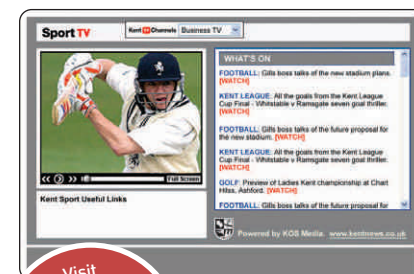 Sport TV
Kent TV Channels Business TV
WHAT'S ON
FOOTBALL: Gills boss talks of the new stadium plans.
[WATCH]
KENT LEAGUE: All the goals from the Kent League
Cup Final - Whitstable v Ramsgate seven goal thriller.
[WATCH]
FOOTBALL: Gills boss talks of the future proposal for
the new stadium. [WATCH]
KENT LEAGUE: All the goals from the Kent League
Cup Final - Whitstable v Ramsgate seven goal thriller.
[WATCH]
GOLF: Preview of Ladies Kent championship at Chart
Hills, Ashford. [WATCH]
FOOTBALL: Gills boss talks of the future proposal for
Full Screen
Kent Sport Useful Links
Powered by KOS Media. www.kentnews.co.uk
Visit